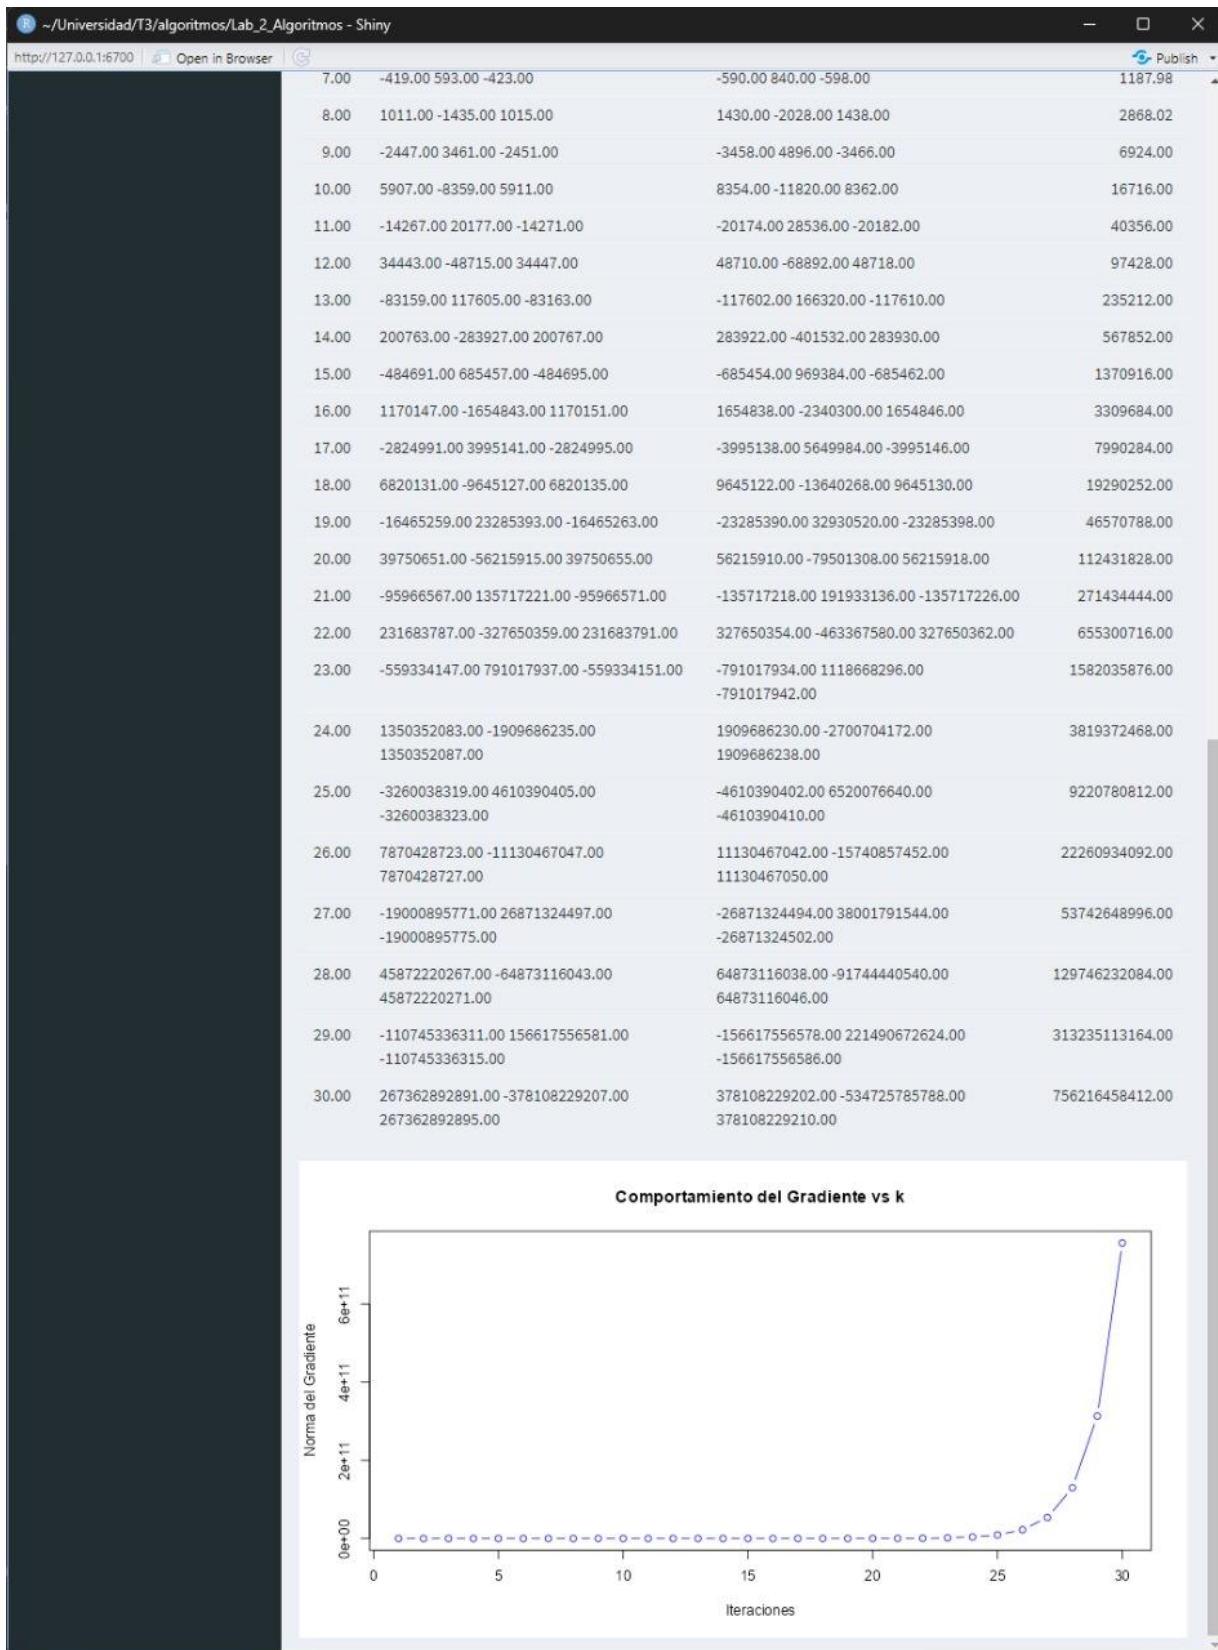 ~/Universidad/T3/algoritmos/Lab_2_Algoritmos - Shiny
http://127.0.0.1:6700 Open in Browser Publish
7.00 -419.00 593.00 -423.00 -590.00 840.00 -598.00 1187.98
8.00 1011.00 -1435.00 1015.00 1430.00 -2028.00 1438.00 2868.02
9.00 -2447.00 3461.00 -2451.00 -3458.00 4896.00 -3466.00 6924.00
10.00 5907.00 -8359.00 5911.00 8354.00 -11820.00 8362.00 16716.00
11.00 -14267.00 20177.00 -14271.00 -20174.00 28536.00 -20182.00 40356.00
12.00 34443.00 -48715.00 34447.00 48710.00 -68892.00 48718.00 97428.00
13.00 -83159.00 117605.00 -83163.00 -117602.00 166320.00 -117610.00 235212.00
14.00 200763.00 -283927.00 200767.00 283922.00 -401532.00 283930.00 567852.00
15.00 -484691.00 685457.00 -484695.00 -685454.00 969384.00 -685462.00 1370916.00
16.00 1170147.00 -1654843.00 1170151.00 1654838.00 -2340300.00 1654846.00 3309684.00
17.00 -2824991.00 3995141.00 -2824995.00 -3995138.00 5649984.00 -3995146.00 7990284.00
18.00 6820131.00 -9645127.00 6820135.00 9645122.00 -13640268.00 9645130.00 19290252.00
19.00 -16465259.00 23285393.00 -16465263.00 -23285390.00 32930520.00 -23285398.00 46570788.00
20.00 39750651.00 -56215915.00 39750655.00 56215910.00 -79501308.00 56215918.00 112431828.00
21.00 -95966567.00 135717221.00 -95966571.00 -135717218.00 191933136.00 -135717226.00 271434444.00
22.00 231683787.00 -327650359.00 231683791.00 327650354.00 -463367580.00 327650362.00 655300716.00
23.00 -559334147.00 791017937.00 -559334151.00 -791017934.00 1118668296.00 1582035876.00
-791017942.00
24.00 1350352083.00 -1909686235.00 1909686230.00 -2700704172.00 3819372468.00
1350352087.00 1909686238.00
25.00 -3260038319.00 4610390405.00 -4610390402.00 6520076640.00 9220780812.00
-3260038323.00 -4610390410.00
26.00 7870428723.00 -11130467047.00 11130467042.00 -15740857452.00 22260934092.00
7870428727.00 11130467050.00
27.00 -19000895771.00 26871324497.00 -26871324494.00 38001791544.00 53742648996.00
-19000895775.00 -26871324502.00
28.00 45872220267.00 -64873116043.00 64873116038.00 -91744440540.00 129746232084.00
45872220271.00 64873116046.00
29.00 -110745336311.00 156617556581.00 -156617556578.00 221490672624.00 313235113164.00
-110745336315.00 -156617556586.00
30.00 267362892891.00 -378108229207.00 378108229202.00 -534725785788.00 756216458412.00
267362892895.00 378108229210.00
Comportamiento del Gradiente vs k
Norma del Gradiente
6e+11
4e+11
2e+11
0e+00
0 5 10 15 20 25 30
Iteraciones